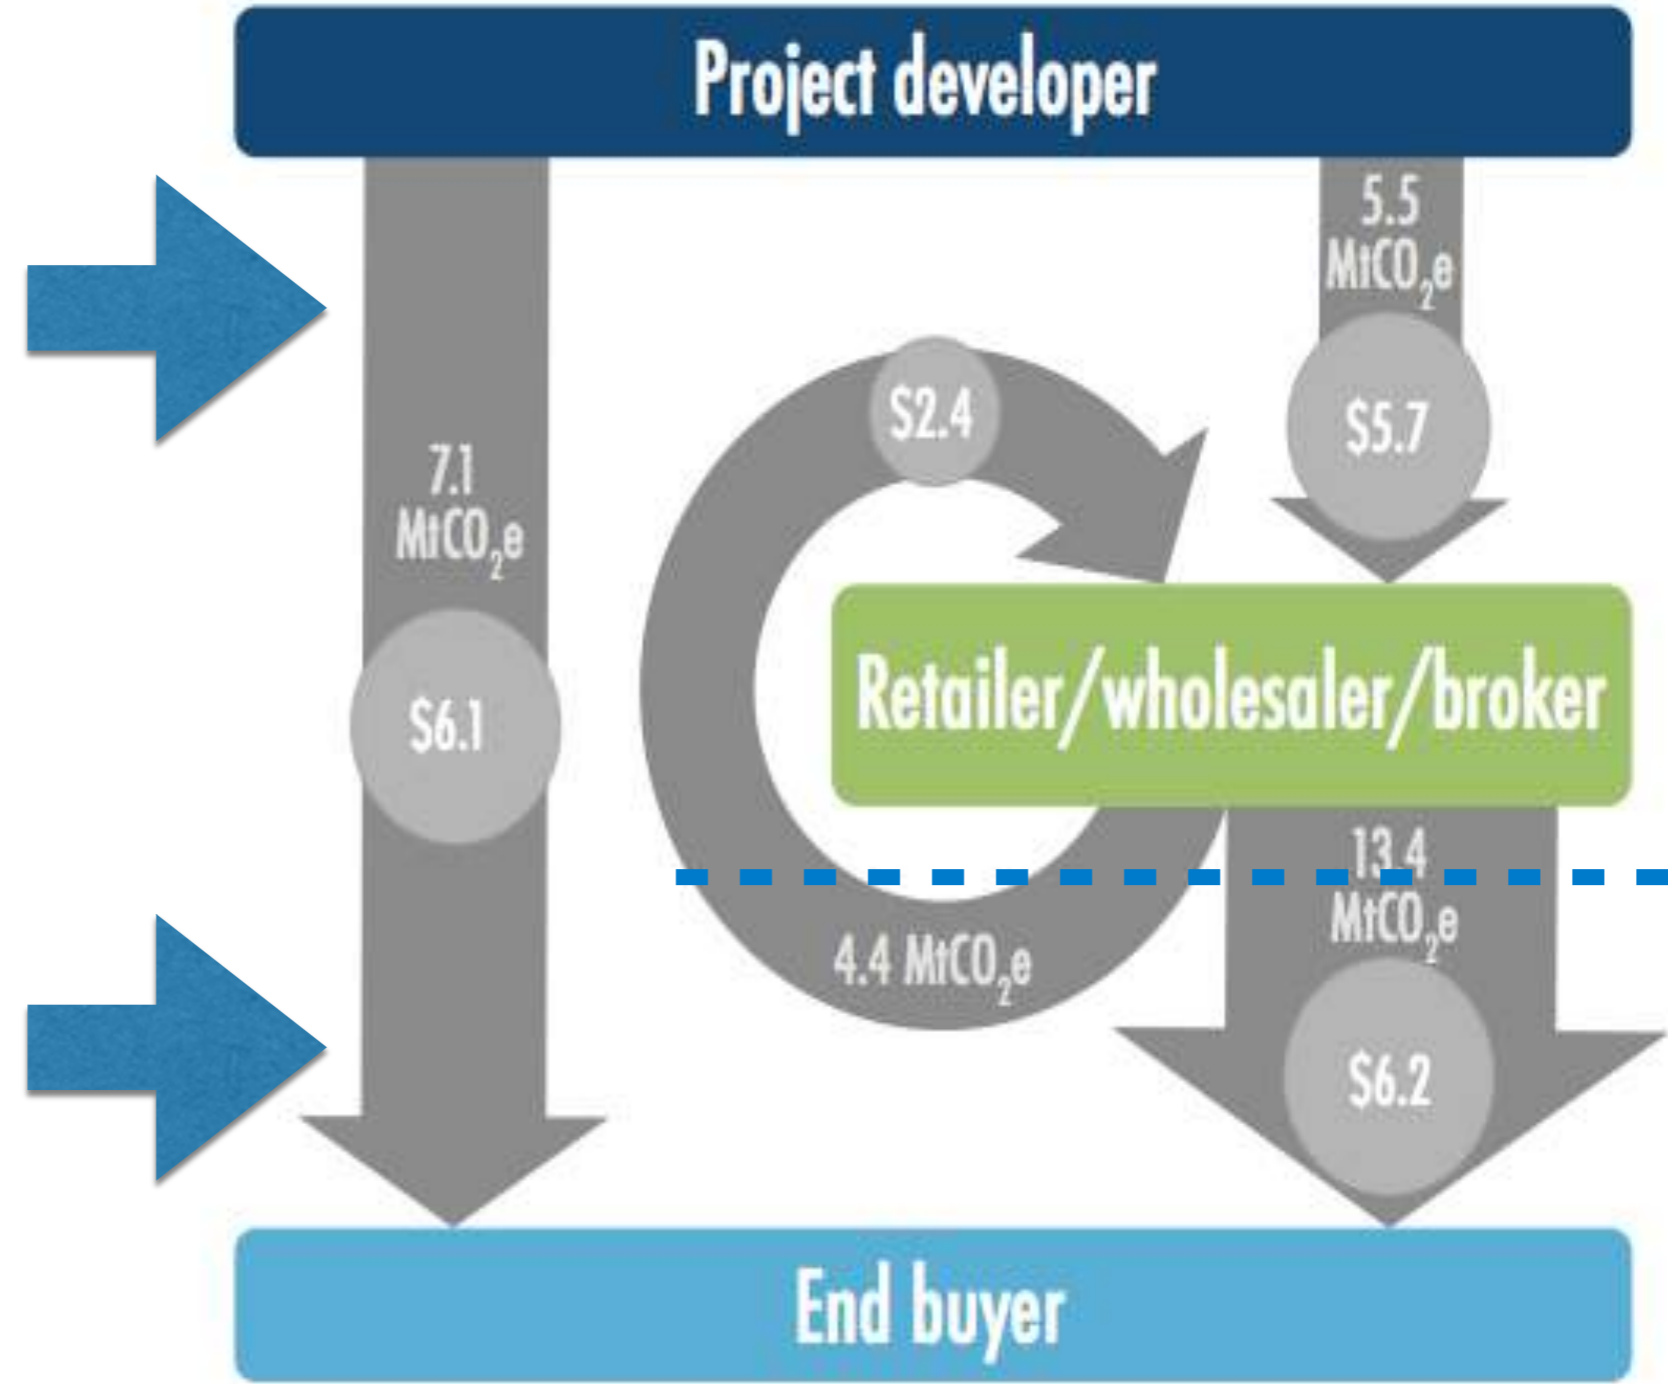 Project developer
5.5
MtCO₂e
$2.4
$5.7
7.1
MtCO₂e
Retailer/wholesaler/broker
$6.1
13.4
MtCO₂e
4.4 MtCO₂e
$6.2
End buyer